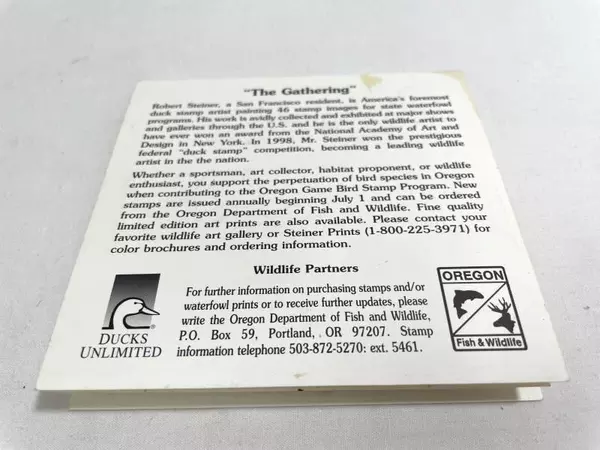 "The Gathering"
Robert Steiner, a San Francisco resident, is America's foremost
duck stamp artist painting 46 stamp images for state waterfowl
programs. His work is avidly collected and exhibited at major shows
and galleries through the U.S. and he is the only wildlife artist to
have ever won an award from the National Academy of Art and
Design in New York. In 1998, Mr. Steiner won the prestigious
federal "duck stamp" competition, becoming a leading wildlife
artist in the the nation.
Whether a sportsman, art collector, habitat proponent, or wildlife
enthusiast, you support the perpetuation of bird species in Oregon
when contributing to the Oregon Game Bird Stamp Program. New
stamps are issued annually beginning July 1 and can be ordered
from the Oregon Department of Fish and Wildlife. Fine quality
limited edition art prints are also available. Please contact your
favorite wildlife art gallery or Steiner Prints (1-800-225-3971) for
color brochures and ordering information.
Wildlife Partners
For further information on purchasing stamps and/or
waterfowl prints or to receive further updates, please
write the Oregon Department of Fish and Wildlife,
P.O. Box 59, Portland, OR 97207. Stamp
information telephone 503-872-5270: ext. 5461.
DUCKS
UNLIMITED
OREGON
Fish & Wildlife